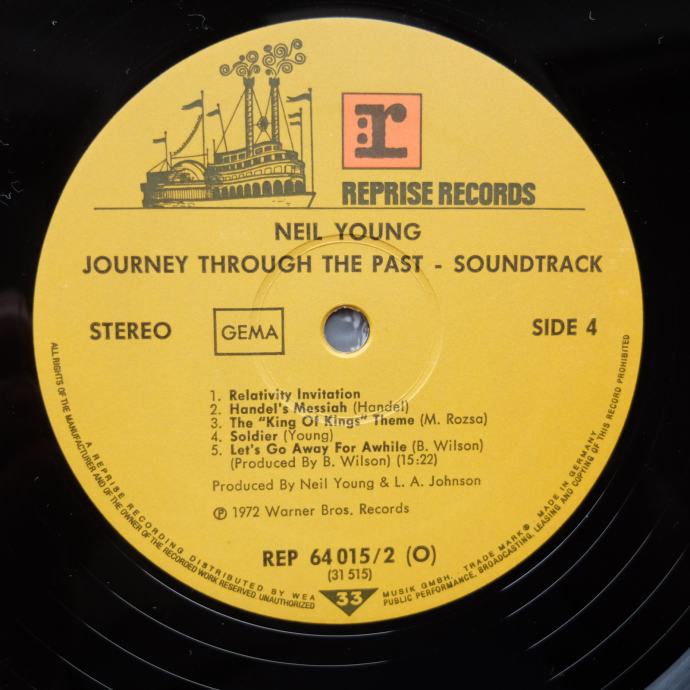 r
REPRISE RECORDS
NEIL YOUNG
JOURNEY THROUGH THE PAST - SOUNDTRACK
STEREO
GEMA
SIDE 4
1. Relativity Invitation
2. Handel's Messiah (Handel)
3. The "King Of Kings" Theme (M. Rozsa)
4. Soldier (Young)
5. Let's Go Away For Awhile (B. Wilson)
(Produced By B. Wilson) (15:22)
Produced By Neil Young & L. A. Johnson
℗ 1972 Warner Bros. Records
REP 64 015/2 (O)
(31 515)
33
A REPRISE RECORDING DISTRIBUTED BY WEA MUSIK GMBH. TRADE MARK® MADE IN GERMANY
ALL RIGHTS OF THE MANUFACTURER AND OF THE OWNER OF THE RECORDED WORK RESERVED. UNAUTHORIZED PUBLIC PERFORMANCE, BROADCASTING, LEASING AND COPYING OF THIS RECORD PROHIBITED